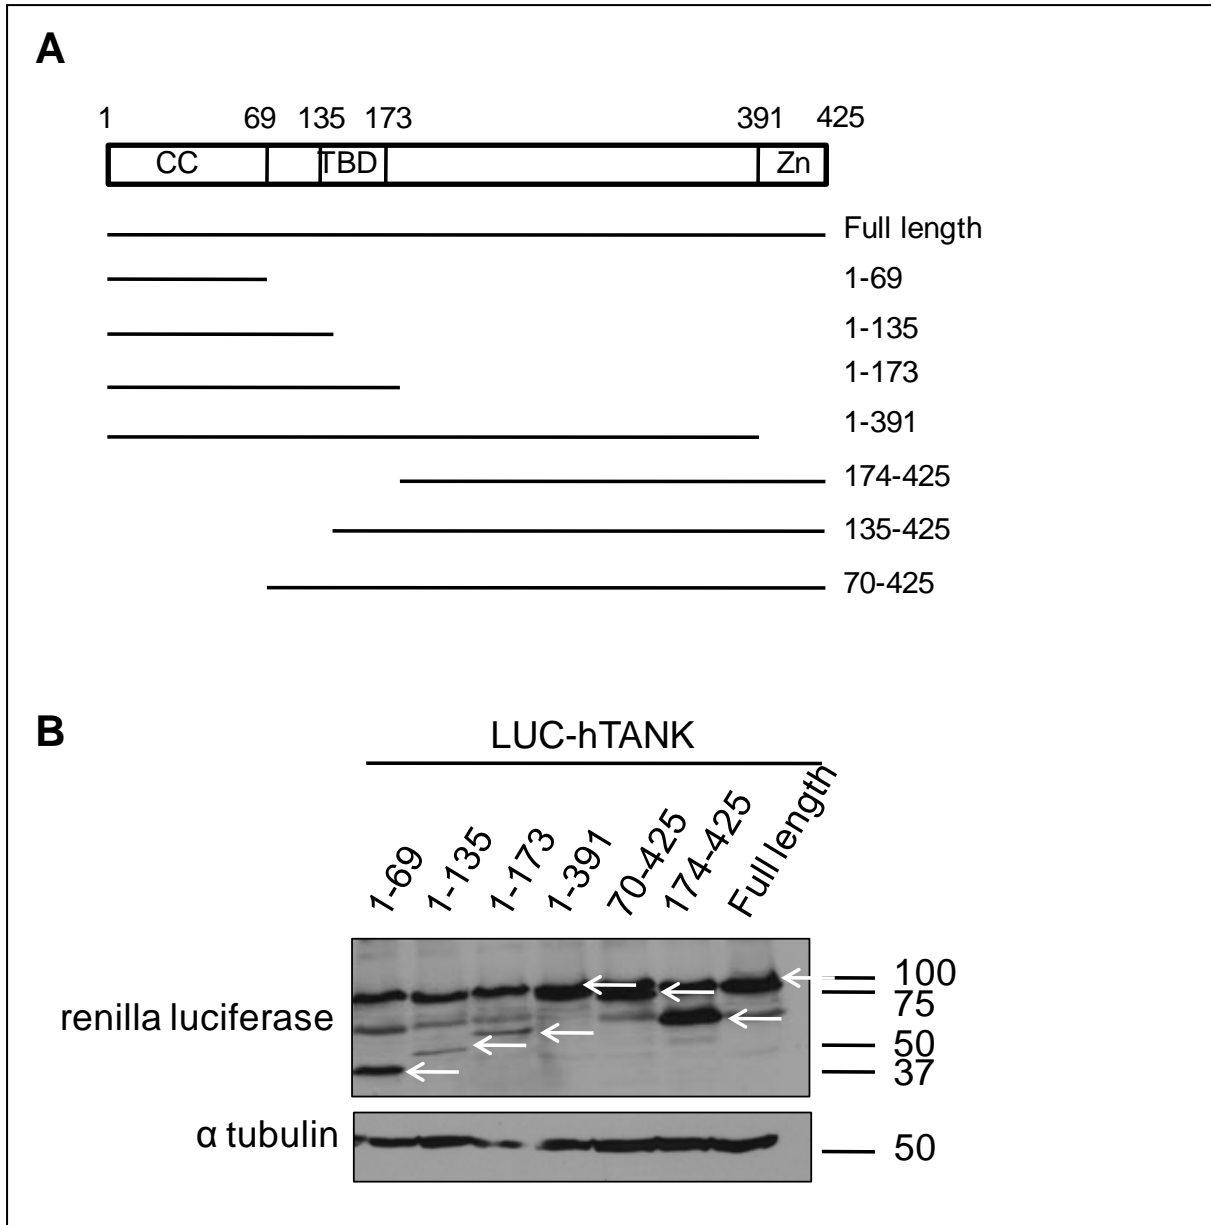 A
1 69 135 173 391 425
CC TBD Zn
Full length
1-69
1-135
1-173
1-391
174-425
135-425
70-425
B
LUC-hTANK
1-69 1-135 1-173 1-391 70-425 174-425 Full length
renilla luciferase
100
75
50
37
α tubulin
50